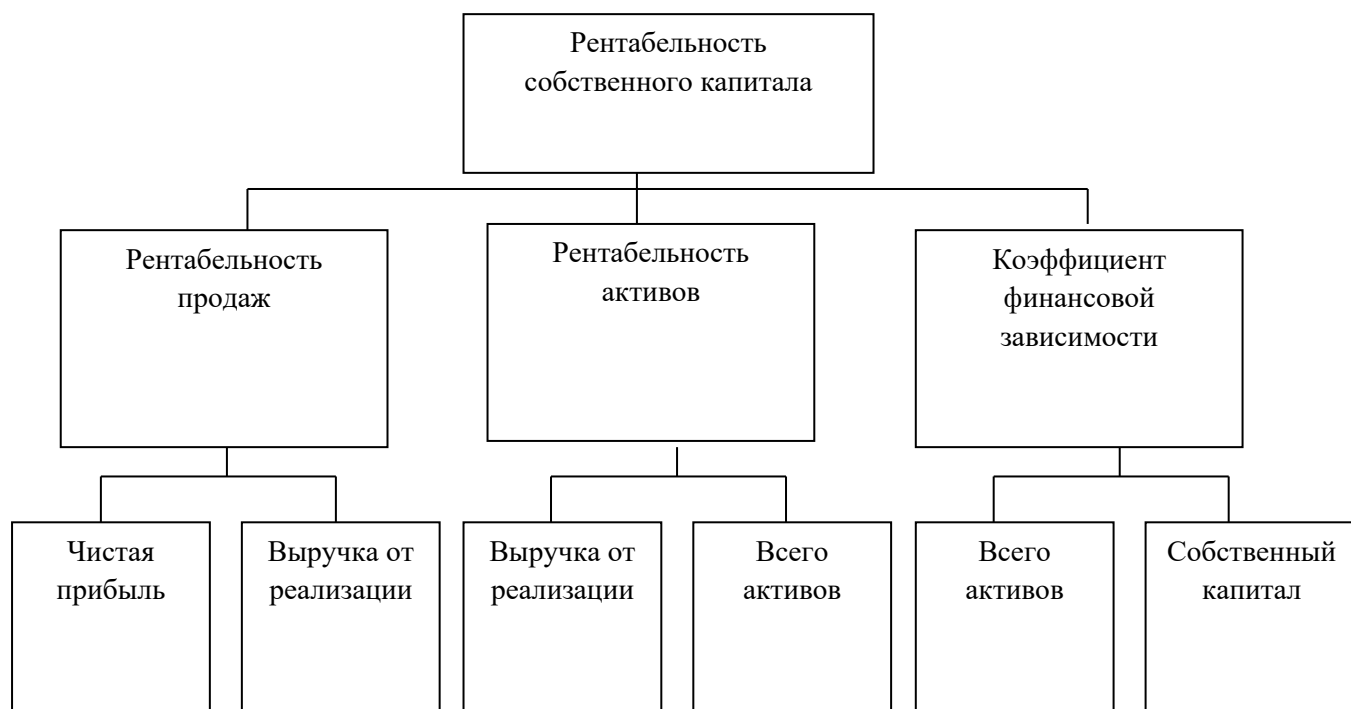 Рентабельность
собственного капитала
Рентабельность
продаж
Рентабельность
активов
Коэффициент
финансовой
зависимости
Чистая
прибыль
Выручка от
реализации
Выручка от
реализации
Всего
активов
Всего
активов
Собственный
капитал